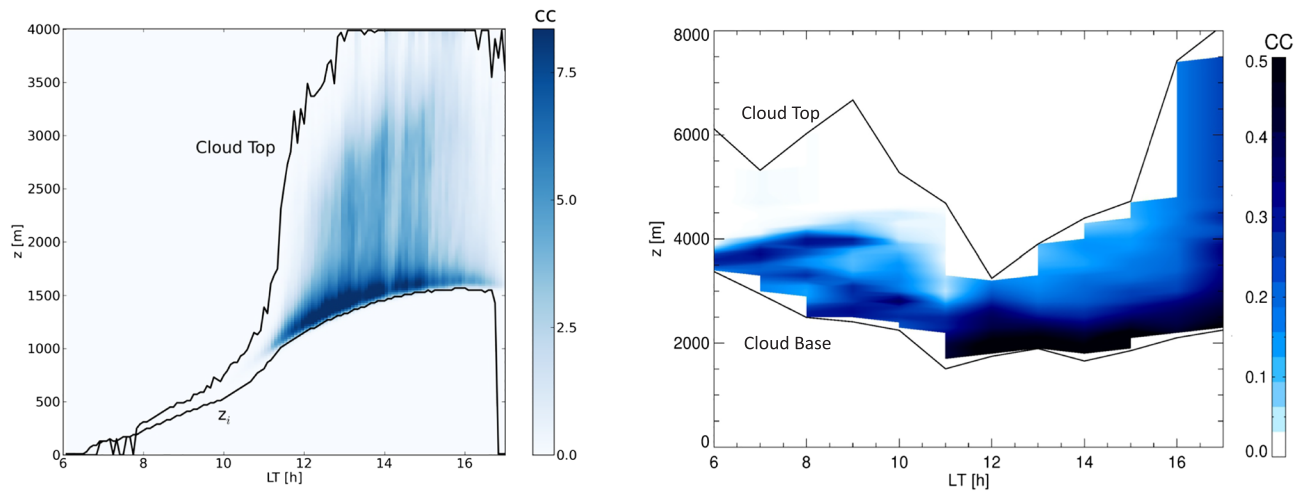 cc
4000
3500
3000
2500
2000
1500
1000
500
0
z [m]
Cloud Top
z_i
6 8 10 12 14 16
LT [h]
7.5
5.0
2.5
0.0
8000
6000
4000
2000
0
z [m]
Cloud Top
Cloud Base
6 8 10 12 14 16
LT [h]
CC
0.5
0.4
0.3
0.2
0.1
0.0